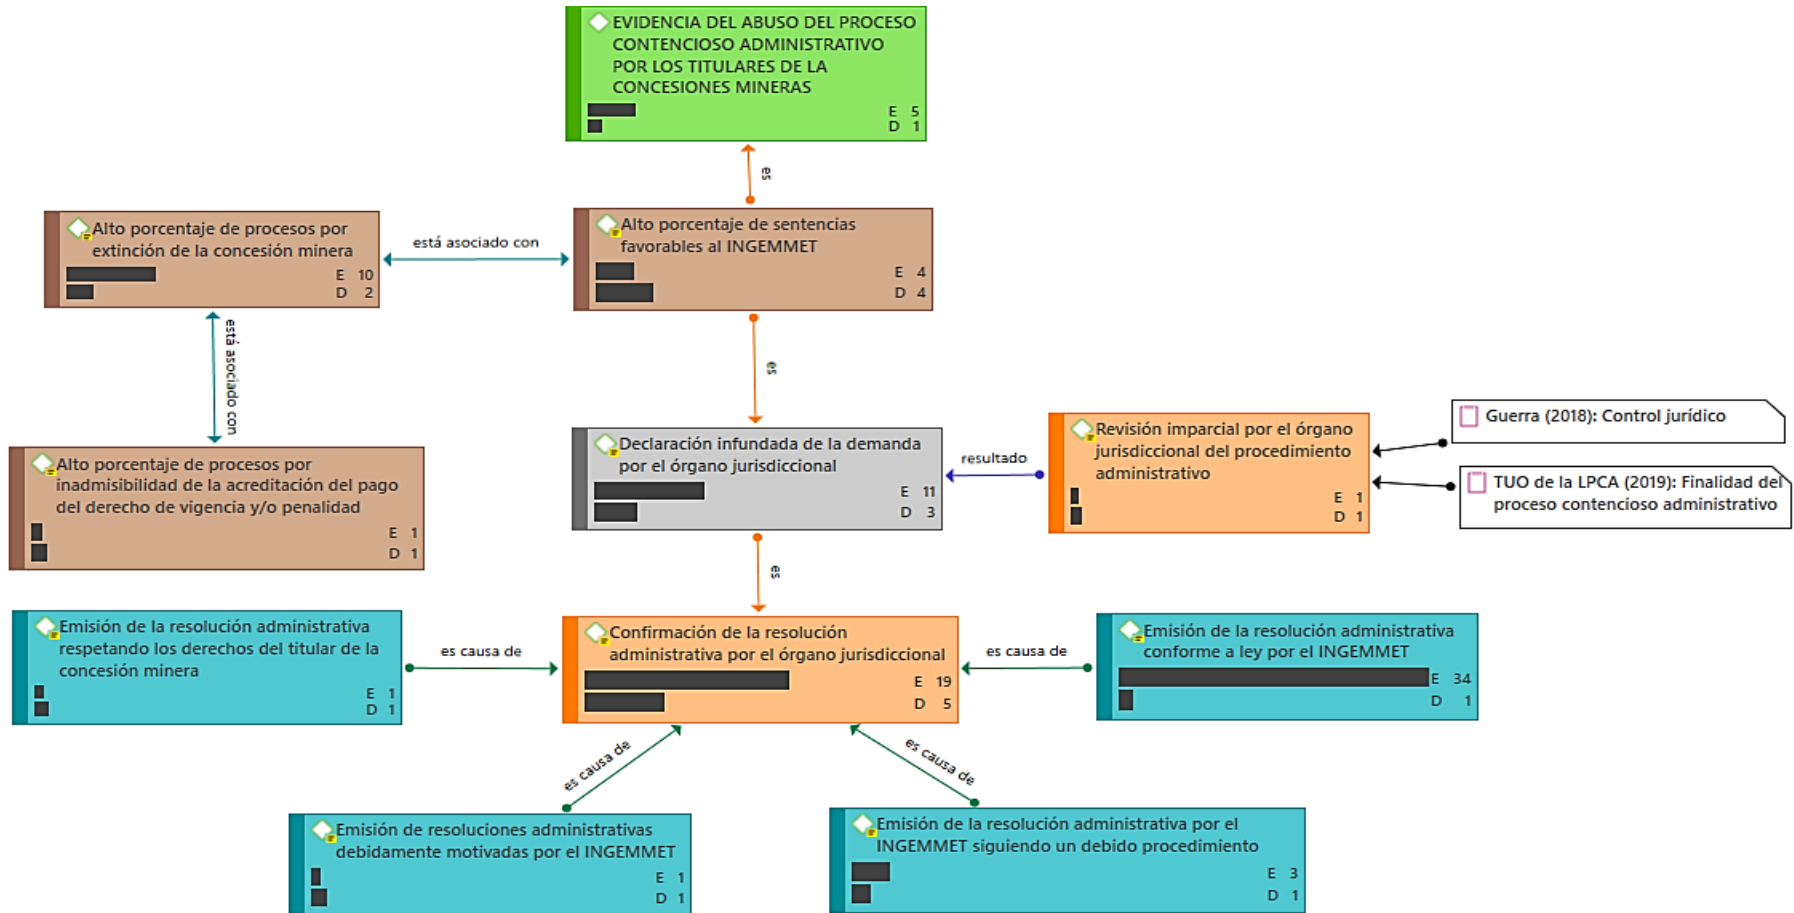 EVIDENCIA DEL ABUSO DEL PROCESO
CONTENCIOSO ADMINISTRATIVO
POR LOS TITULARES DE LA
CONCESIONES MINERAS
E 5
D 1
es
Alto porcentaje de procesos por
extinción de la concesión minera
E 10
D 2
está asociado con
Alto porcentaje de sentencias
favorables al INGEMMET
E 4
D 4
está asociado con
es
Alto porcentaje de procesos por
inadmisibilidad de la acreditación del pago
del derecho de vigencia y/o penalidad
E 1
D 1
Declaración infundada de la demanda
por el órgano jurisdiccional
E 11
D 3
resultado
Revisión imparcial por el órgano
jurisdiccional del procedimiento
administrativo
E 1
D 1
Guerra (2018): Control jurídico
TUO de la LPCA (2019): Finalidad del
proceso contencioso administrativo
es
Emisión de la resolución administrativa
respetando los derechos del titular de la
concesión minera
E 1
D 1
es causa de
Confirmación de la resolución
administrativa por el órgano jurisdiccional
E 19
D 5
es causa de
Emisión de la resolución administrativa
conforme a ley por el INGEMMET
E 34
D 1
es causa de
es causa de
Emisión de resoluciones administrativas
debidamente motivadas por el INGEMMET
E 1
D 1
Emisión de la resolución administrativa por el
INGEMMET siguiendo un debido procedimiento
E 3
D 1